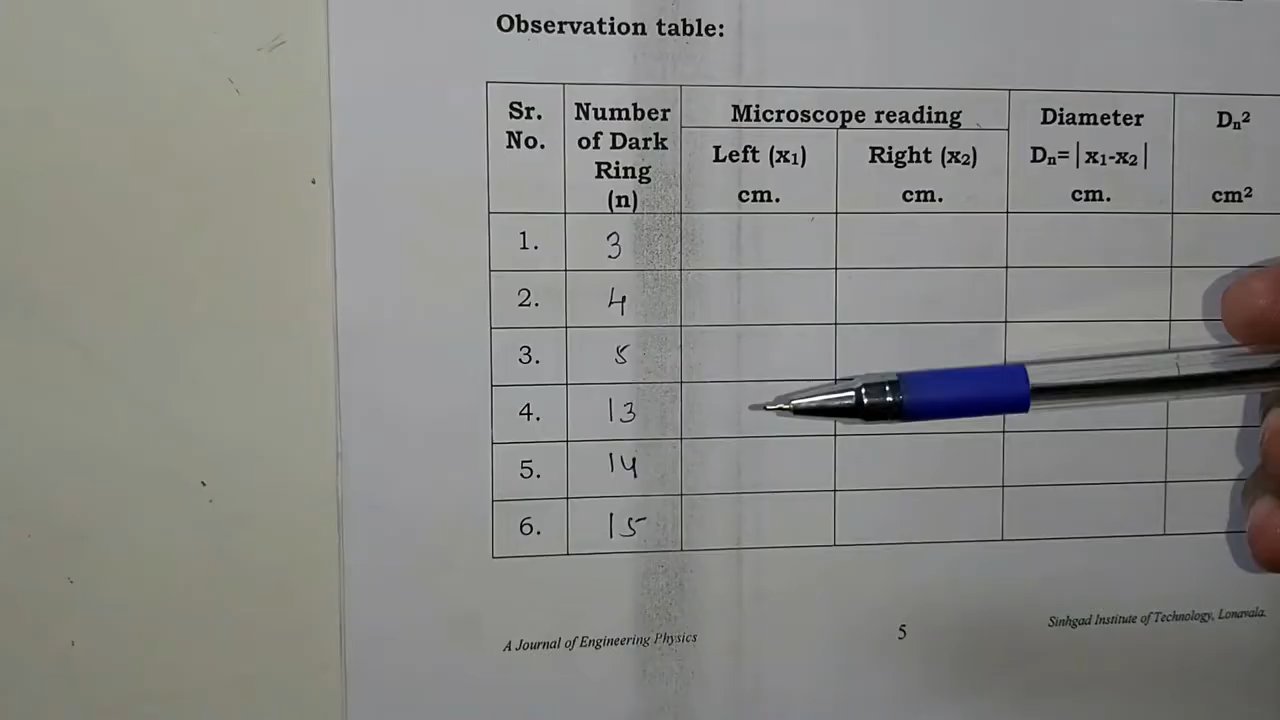 Observation table:
Sr. No. Number of Dark Ring (n) Microscope reading Diameter Dn= |x1-x2| cm. Dn² cm²
Left (x1) cm. Right (x2) cm.
1. 3
2. 4
3. 5
4. 13
5. 14
6. 15
A Journal of Engineering Physics 5 Sinhgad Institute of Technology, Lonavala.